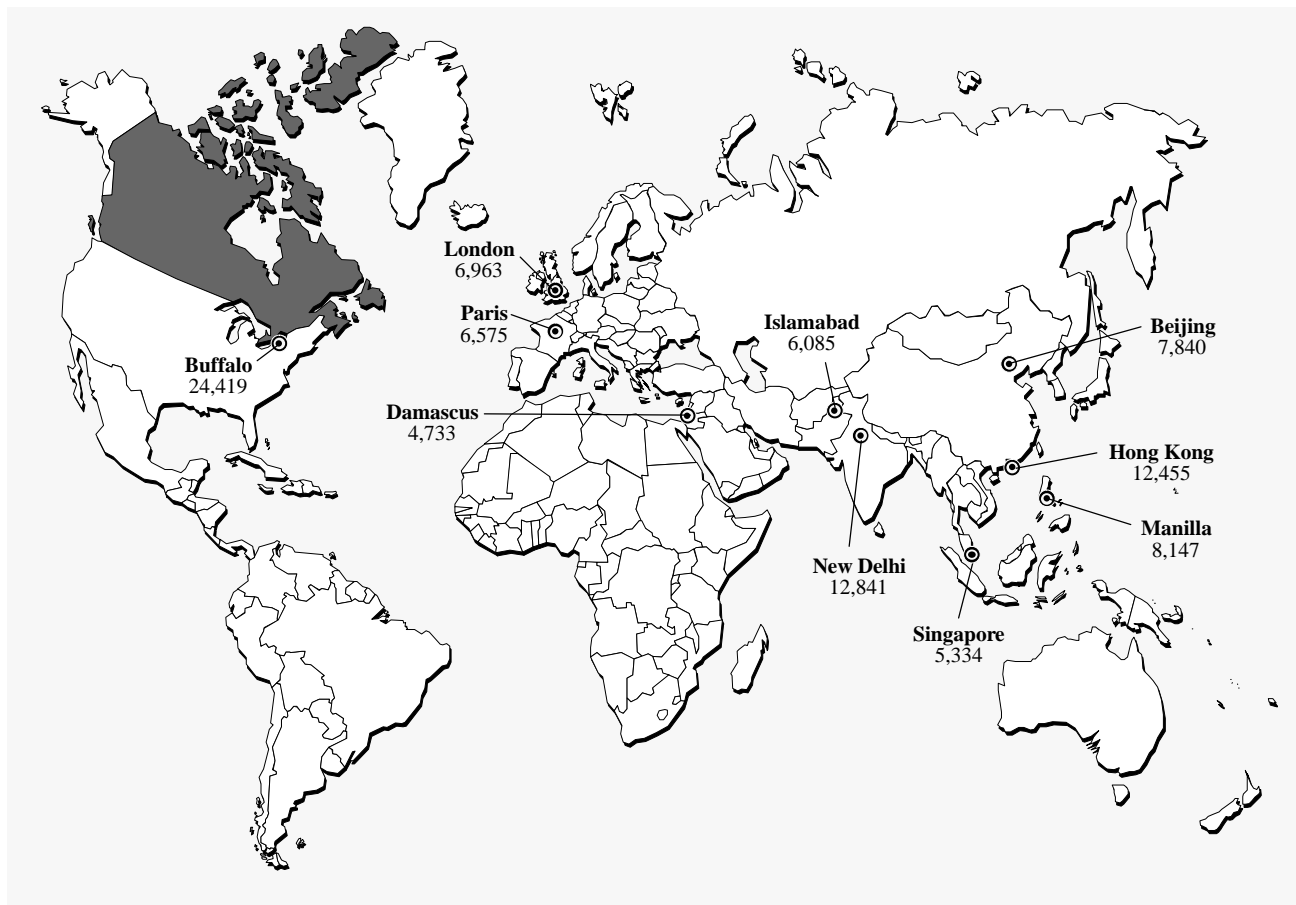 London
6,963
Paris
6,575
Buffalo
24,419
Damascus
4,733
Islamabad
6,085
Beijing
7,840
Hong Kong
12,455
Manilla
8,147
New Delhi
12,841
Singapore
5,334